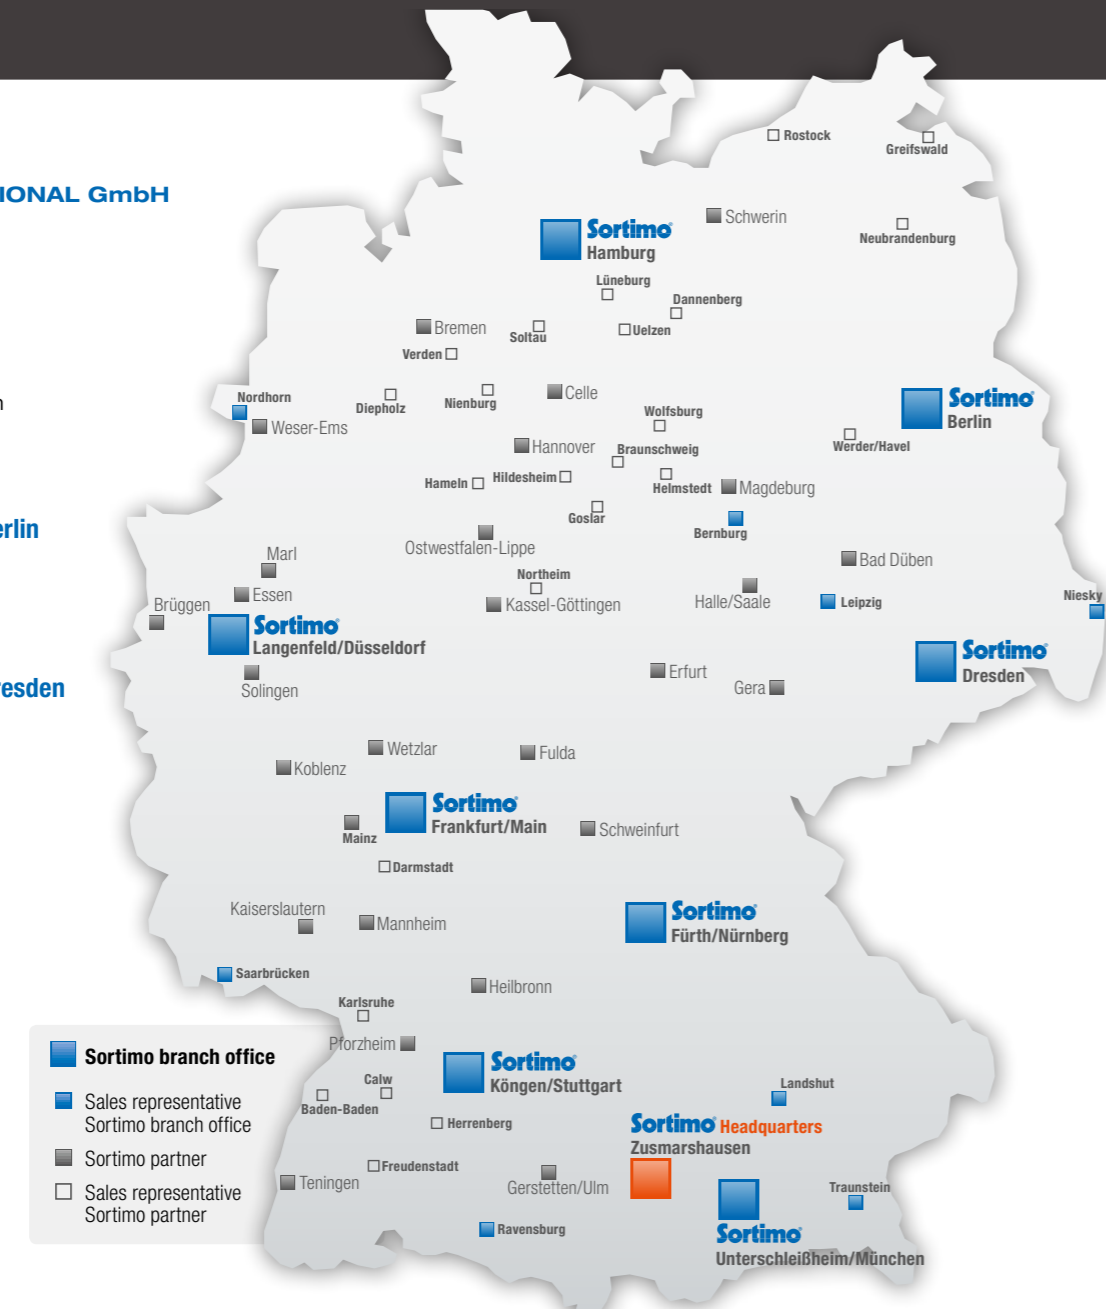 IONAL GmbH
n
erlin
resden
Rostock
Greifswald
Schwerin
Neubrandenburg
Sortimo®
Hamburg
Lüneburg
Dannenberg
Bremen
Soltau
Uelzen
Verden
Nordhorn
Diepholz
Nienburg
Celle
Sortimo®
Berlin
Weser-Ems
Wolfsburg
Hannover
Braunschweig
Werder/Havel
Hameln
Hildesheim
Helmstedt
Magdeburg
Goslar
Bernburg
Ostwestfalen-Lippe
Marl
Bad Düben
Northeim
Essen
Brüggen
Kassel-Göttingen
Halle/Saale
Leipzig
Niesky
Sortimo®
Langenfeld/Düsseldorf
Sortimo®
Dresden
Solingen
Erfurt
Gera
Wetzlar
Fulda
Koblenz
Sortimo®
Frankfurt/Main
Mainz
Schweinfurt
Darmstadt
Kaiserslautern
Mannheim
Sortimo®
Fürth/Nürnberg
Saarbrücken
Heilbronn
Karlsruhe
Pforzheim
Sortimo®
Köngen/Stuttgart
Calw
Baden-Baden
Landshut
Herrenberg
Sortimo® Headquarters
Zusmarshausen
Freudenstadt
Teningen
Gerstetten/Ulm
Traunstein
Ravensburg
Sortimo®
Unterschleißheim/München
Sortimo branch office
Sales representative
Sortimo branch office
Sortimo partner
Sales representative
Sortimo partner